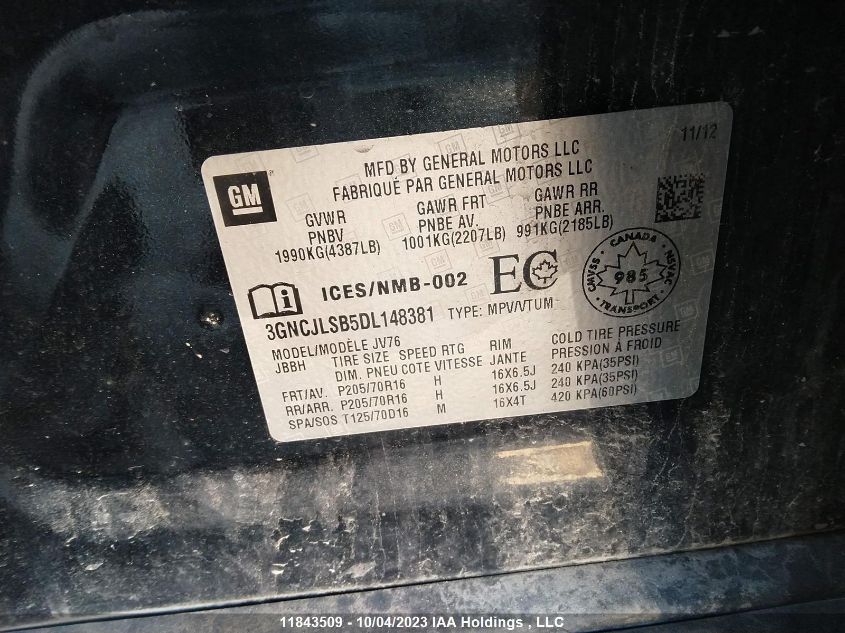 11/12
MFD BY GENERAL MOTORS LLC
FABRIQUÉ PAR GENERAL MOTORS LLC
GM
GVWR GAWR FRT GAWR RR
PNBV PNBE AV. PNBE ARR.
1990KG(4387LB) 1001KG(2207LB) 991KG(2185LB)
ICES/NMB-002 EC
CANADA
CMVSS 985 NSVAC
TRANSPORT
3GNCJLSB5DL148381 TYPE: MPV/VTUM
MODEL/MODÈLE JV76
JBBH TIRE SIZE SPEED RTG RIM COLD TIRE PRESSURE
DIM. PNEU COTE VITESSE JANTE PRESSION À FROID
FRT/AV. P205/70R16 H 16X6.5J 240 KPA(35PSI)
RR/ARR. P205/70R16 H 16X6.5J 240 KPA(35PSI)
SPA/SOS T125/70D16 M 16X4T 420 KPA(60PSI)
11843509 - 10/04/2023 IAA Holdings , LLC